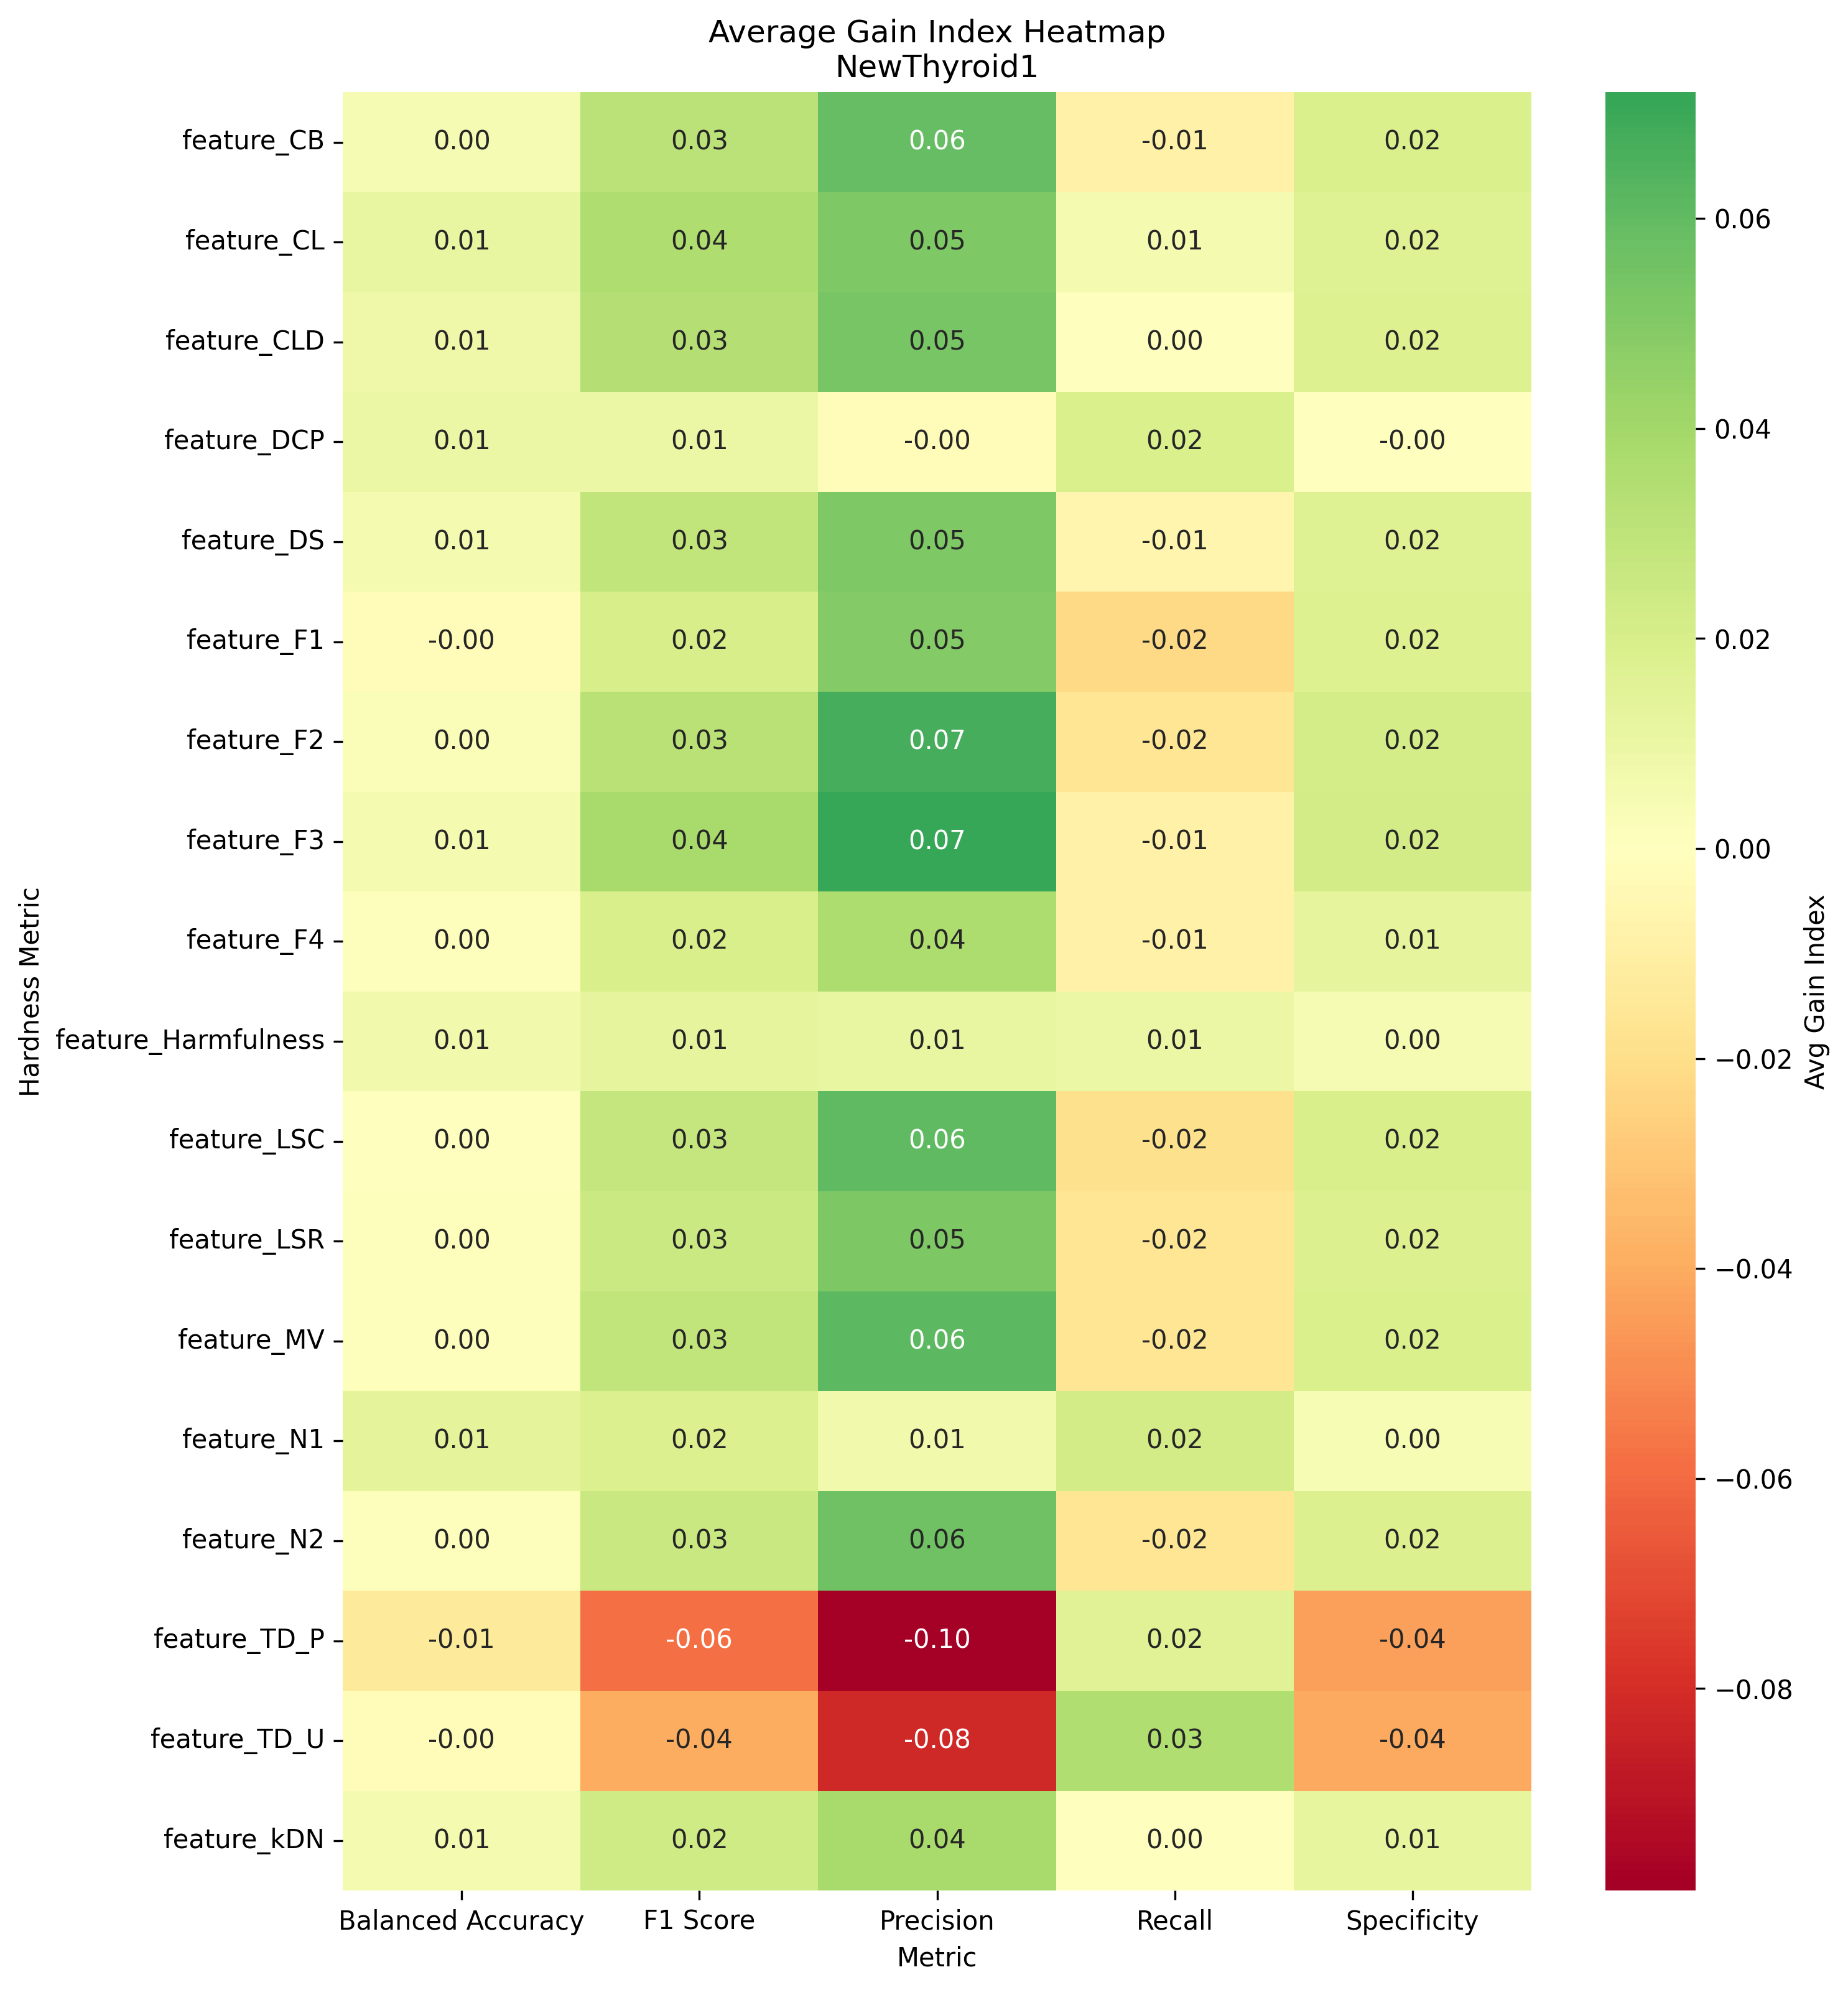 Average Gain Index Heatmap
NewThyroid1
Hardness Metric
feature_CB 0.00 0.03 0.06 -0.01 0.02
feature_CL 0.01 0.04 0.05 0.01 0.02
feature_CLD 0.01 0.03 0.05 0.00 0.02
feature_DCP 0.01 0.01 -0.00 0.02 -0.00
feature_DS 0.01 0.03 0.05 -0.01 0.02
feature_F1 -0.00 0.02 0.05 -0.02 0.02
feature_F2 0.00 0.03 0.07 -0.02 0.02
feature_F3 0.01 0.04 0.07 -0.01 0.02
feature_F4 0.00 0.02 0.04 -0.01 0.01
feature_Harmfulness 0.01 0.01 0.01 0.01 0.00
feature_LSC 0.00 0.03 0.06 -0.02 0.02
feature_LSR 0.00 0.03 0.05 -0.02 0.02
feature_MV 0.00 0.03 0.06 -0.02 0.02
feature_N1 0.01 0.02 0.01 0.02 0.00
feature_N2 0.00 0.03 0.06 -0.02 0.02
feature_TD_P -0.01 -0.06 -0.10 0.02 -0.04
feature_TD_U -0.00 -0.04 -0.08 0.03 -0.04
feature_kDN 0.01 0.02 0.04 0.00 0.01
Balanced Accuracy F1 Score Precision Recall Specificity
Metric
0.06
0.04
0.02
0.00
−0.02
−0.04
−0.06
−0.08
Avg Gain Index